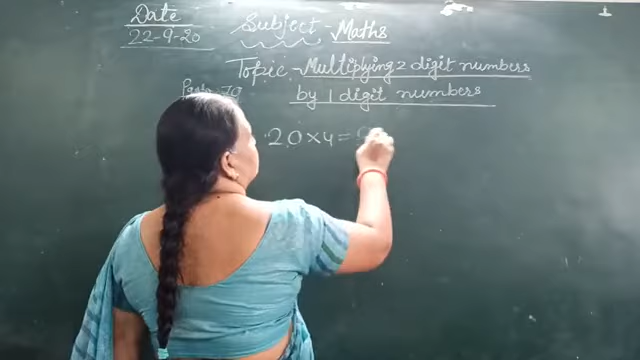 Date
22-9-20
Subject - Maths
Topic - Multiplying 2 digit numbers
by 1 digit numbers
20×4=